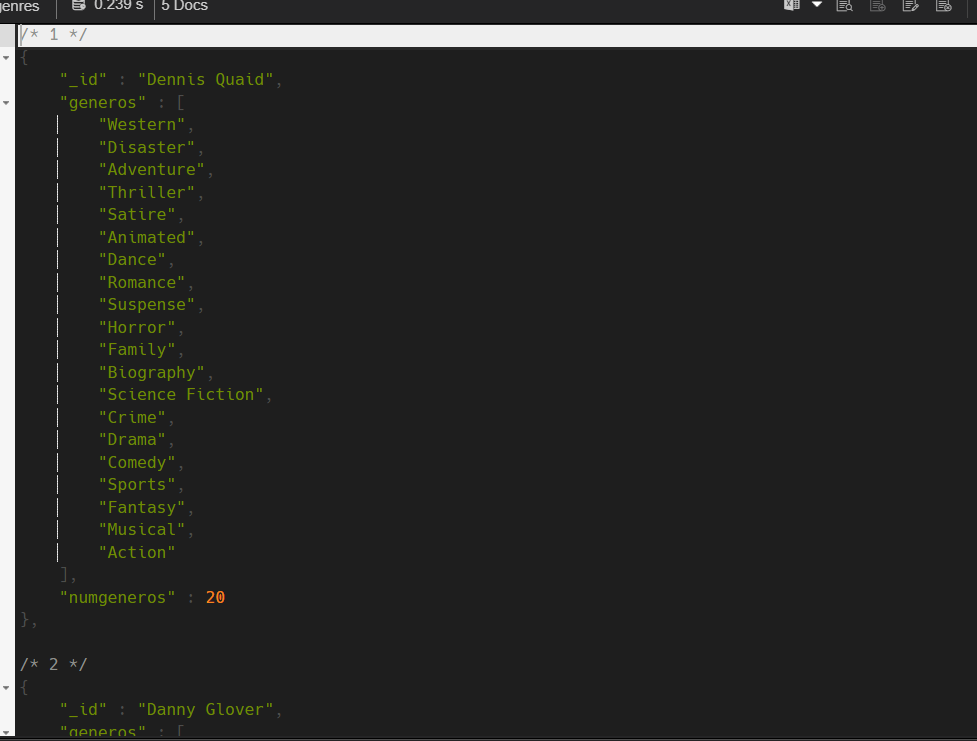 genres 0.239 s 5 Docs
/* 1 */
{
"_id" : "Dennis Quaid",
"generos" : [
"Western",
"Disaster",
"Adventure",
"Thriller",
"Satire",
"Animated",
"Dance",
"Romance",
"Suspense",
"Horror",
"Family",
"Biography",
"Science Fiction",
"Crime",
"Drama",
"Comedy",
"Sports",
"Fantasy",
"Musical",
"Action"
],
"numgeneros" : 20
},
/* 2 */
{
"_id" : "Danny Glover",
"generos" : [